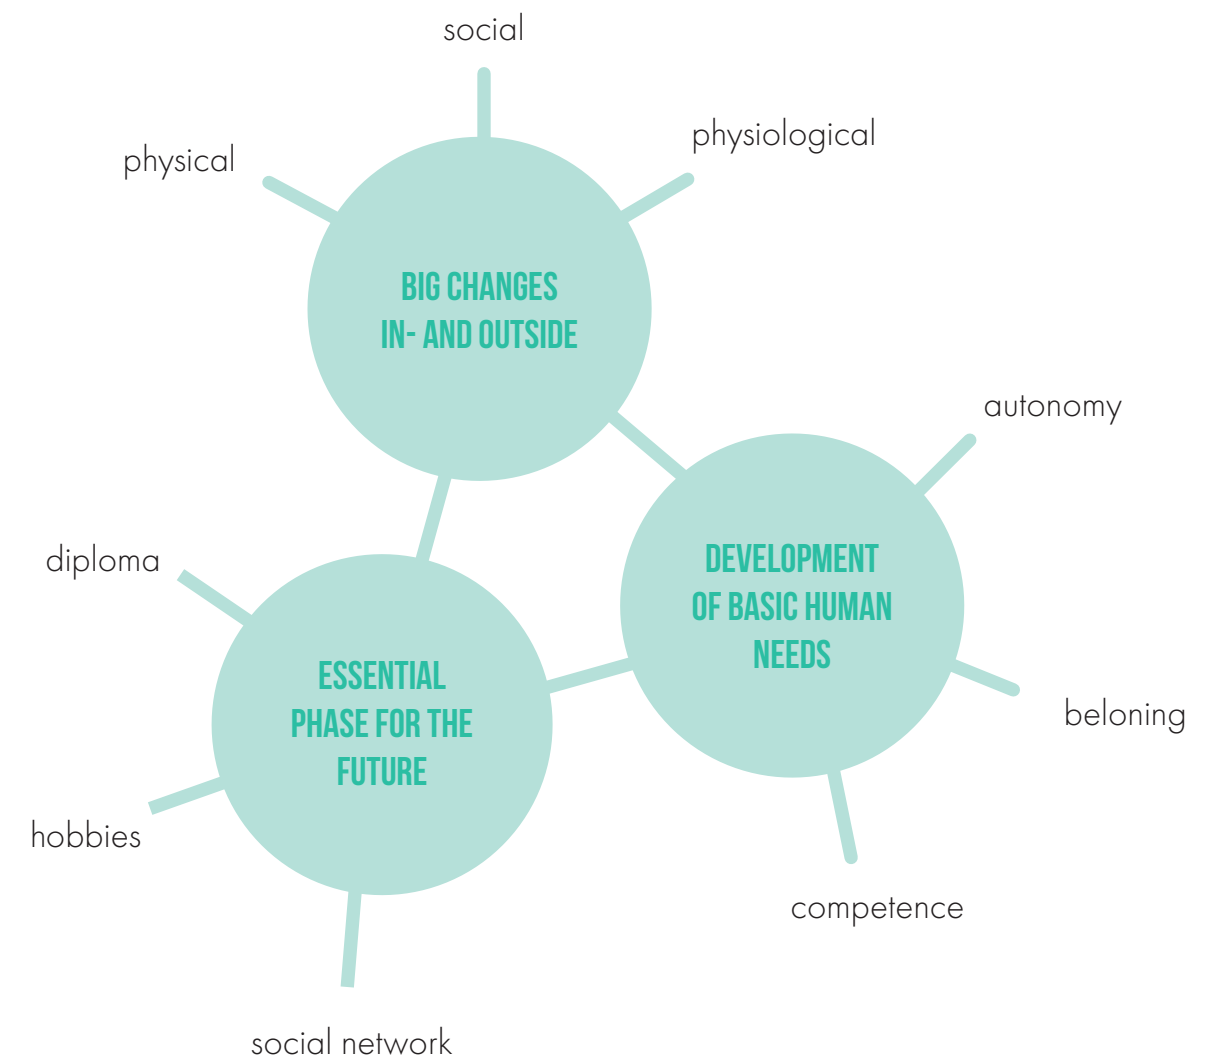 social
physical
physiological
BIG CHANGES
IN- AND OUTSIDE
autonomy
DEVELOPMENT
OF BASIC HUMAN
NEEDS
beloning
competence
diploma
ESSENTIAL
PHASE FOR THE
FUTURE
hobbies
social network